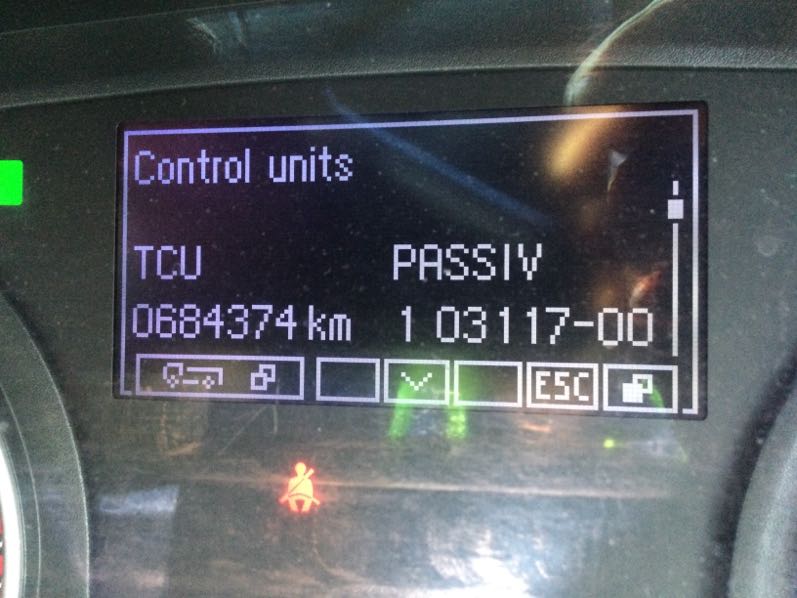 Control units
TCU PASSIV
0684374 km 1 03117-00
ESC